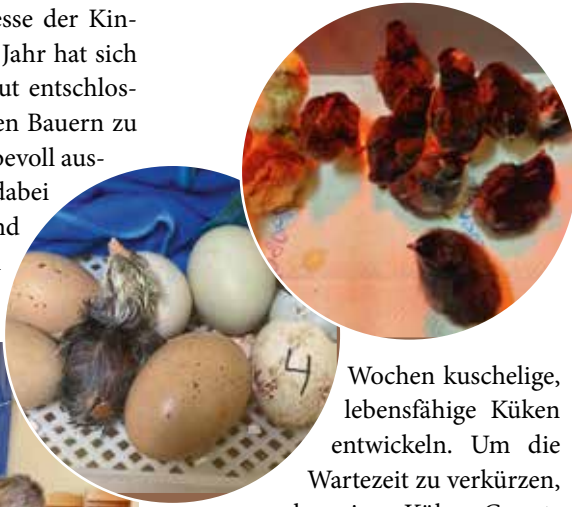 esse der Kin-
Jahr hat sich
ut entschlos-
en Bauern zu
bevoll aus-
dabei
nd
4
Wochen kuschelige,
lebensfähige Küken
entwickeln. Um die
Wartezeit zu verkürzen,